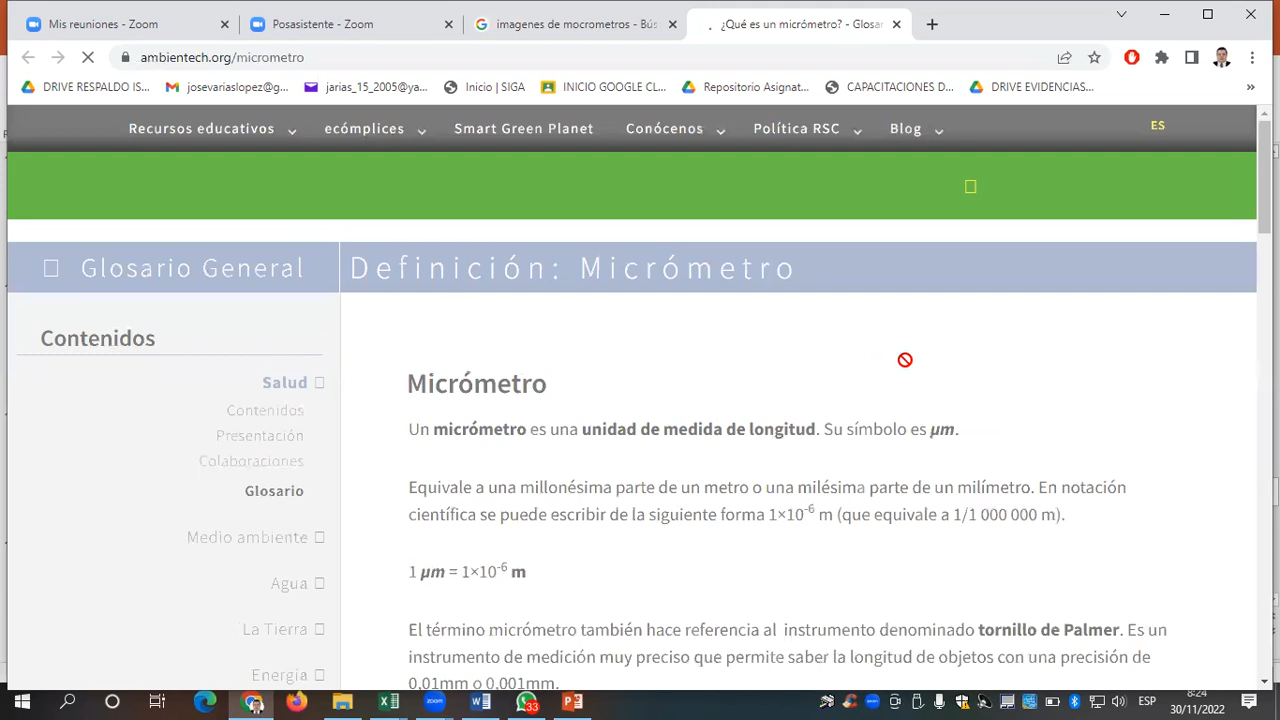 Mis reuniones - Zoom
Posasistente - Zoom
imagenes de mocrometros - Bús
¿Qué es un micrómetro? - Glosar
ambientech.org/micrometro
DRIVE RESPALDO IS...
josevariaslopez@g...
jarias_15_2005@ya...
Inicio | SIGA
INICIO GOOGLE CL...
Repositorio Asignat...
CAPACITACIONES D...
DRIVE EVIDENCIAS...
»
Recursos educativos
ecómplices
Smart Green Planet
Conócenos
Política RSC
Blog
ES
Glosario General
Definición: Micrómetro
Contenidos
Salud
Contenidos
Presentación
Colaboraciones
Glosario
Medio ambiente
Agua
La Tierra
Energía
Micrómetro
Un micrómetro es una unidad de medida de longitud. Su símbolo es µm.
Equivale a una millonésima parte de un metro o una milésima parte de un milímetro. En notación
científica se puede escribir de la siguiente forma 1×10⁻⁶ m (que equivale a 1/1 000 000 m).
1 µm = 1×10⁻⁶ m
El término micrómetro también hace referencia al instrumento denominado tornillo de Palmer. Es un
instrumento de medición muy preciso que permite saber la longitud de objetos con una precisión de
0,01mm o 0,001mm.
33
ESP
8:24
30/11/2022